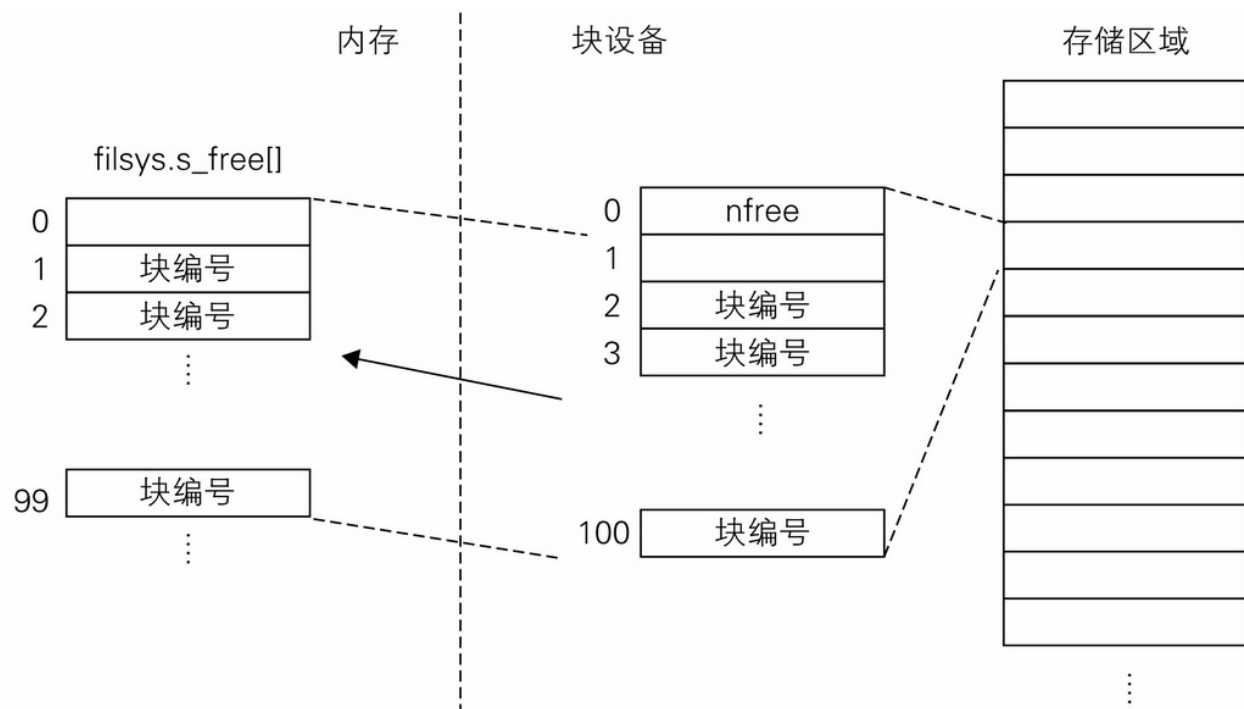 内存
块设备
存储区域
filsys.s_free[]
0
1 块编号
2 块编号
⋮
99 块编号
⋮
0 nfree
1
2 块编号
3 块编号
⋮
100 块编号
⋮